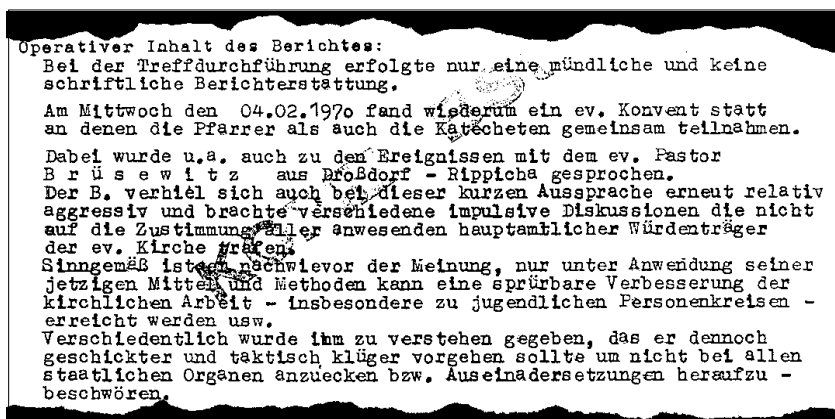 Operativer Inhalt des Berichtes:
Bei der Treffdurchführung erfolgte nur eine mündliche und keine
schriftliche Berichterstattung.
Am Mittwoch den 04.02.197o fand wiederum ein ev. Konvent statt
an denen die Pfarrer als auch die Katecheten gemeinsam teilnahmen.
Dabei wurde u.a. auch zu den Ereignissen mit dem ev. Pastor
B r ü s e w i t z aus Droßdorf - Rippicha gesprochen.
Der B. verhiel sich auch bei dieser kurzen Aussprache erneut relativ
aggressiv und brachte verschiedene impulsive Diskussionen die nicht
auf die Zustimmung aller anwesenden hauptamtlicher Würdenträger
der ev. Kirche trafen.
Sinngemäß ist er nachwievor der Meinung, nur unter Anwendung seiner
jetzigen Mittel und Methoden kann eine sprürbare Verbesserung der
kirchlichen Arbeit - insbesondere zu jugendlichen Personenkreisen -
erreicht werden usw.
Verschiedentlich wurde ihm zu verstehen gegeben, das er dennoch
geschickter und taktisch klüger vorgehen sollte um nicht bei allen
staatlichen Organen anzuecken bzw. Auseinadersetzungen heraufzu -
beschwören.